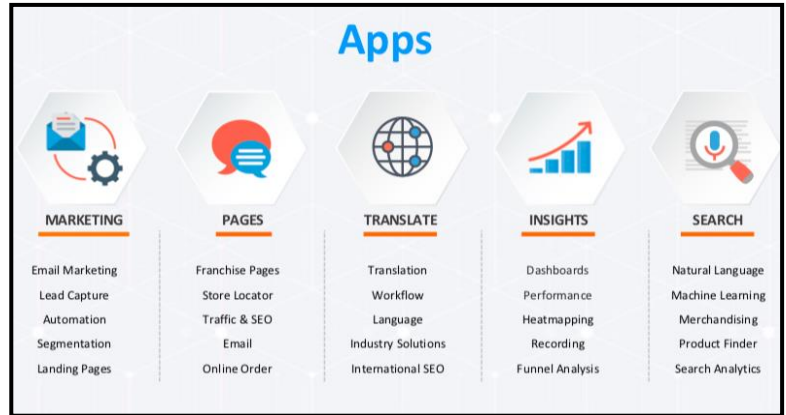 Apps
MARKETING
Email Marketing
Lead Capture
Automation
Segmentation
Landing Pages
PAGES
Franchise Pages
Store Locator
Traffic & SEO
Email
Online Order
TRANSLATE
Translation
Workflow
Language
Industry Solutions
International SEO
INSIGHTS
Dashboards
Performance
Heatmapping
Recording
Funnel Analysis
SEARCH
Natural Language
Machine Learning
Merchandising
Product Finder
Search Analytics